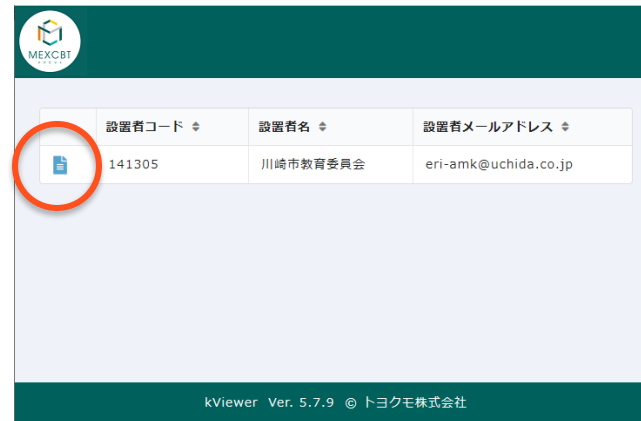 MEXCBT
設置者コード
設置者名
設置者メールアドレス
141305
川崎市教育委員会
eri-amk@uchida.co.jp
kViewer Ver. 5.7.9 © トヨクモ株式会社